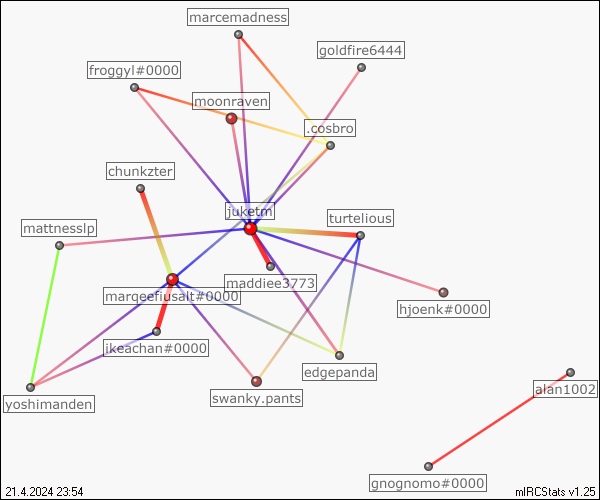 marcemadness
goldfire6444
froggyl#0000
moonraven
.cosbro
chunkzter
juketm
turtelious
mattnesslp
maddiee3773
marqeefiusalt#0000
hjoenk#0000
ikeachan#0000
edgepanda
alan1002
swanky.pants
yoshimanden
gnognomo#0000
21.4.2024 23:54
mIRCStats v1.25